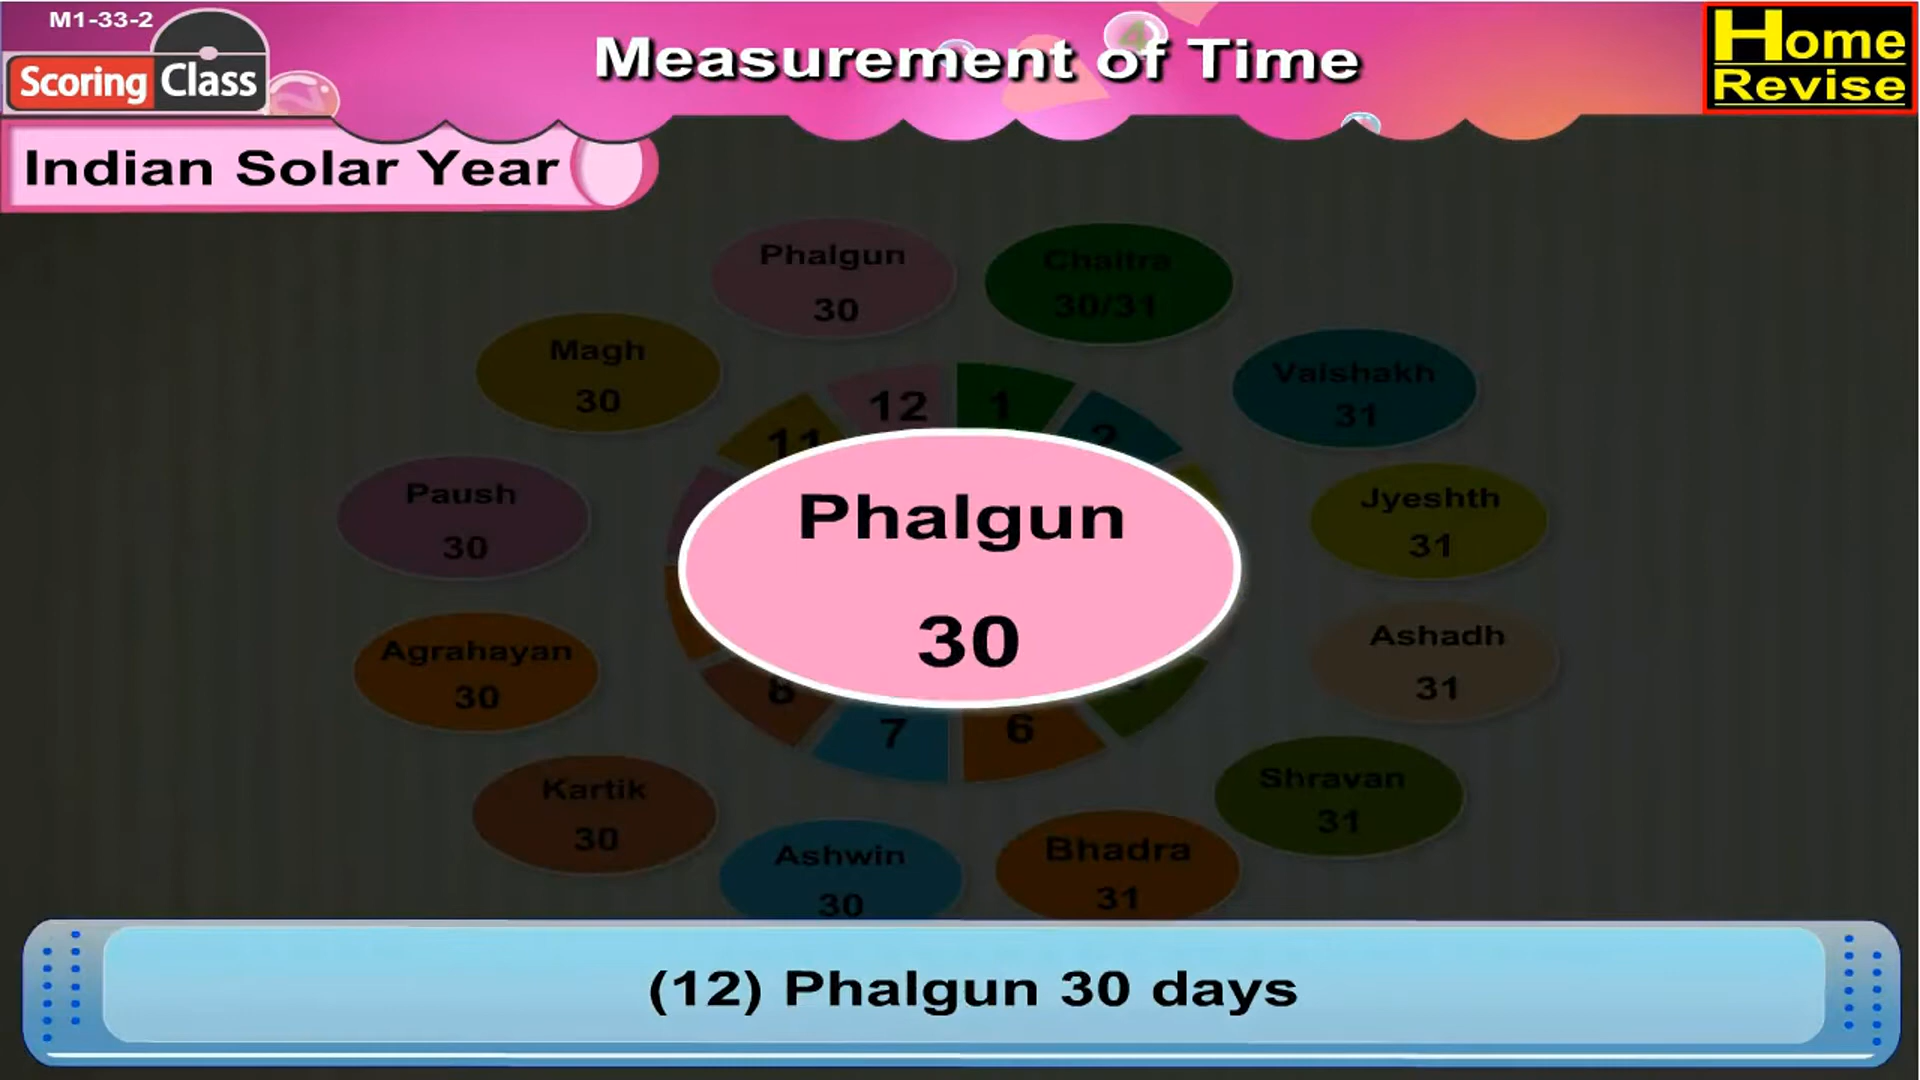 M1-33-2
Scoring Class
Measurement of Time
Home
Revise
Indian Solar Year
Phalgun
30
Chaitra
30/31
Magh
30
Vaishakh
31
12
1
11
2
Paush
30
Jyeshth
31
Phalgun
30
Agrahayan
30
Ashadh
31
8
7
6
Kartik
30
Shravan
31
Ashwin
30
Bhadra
31
(12) Phalgun 30 days